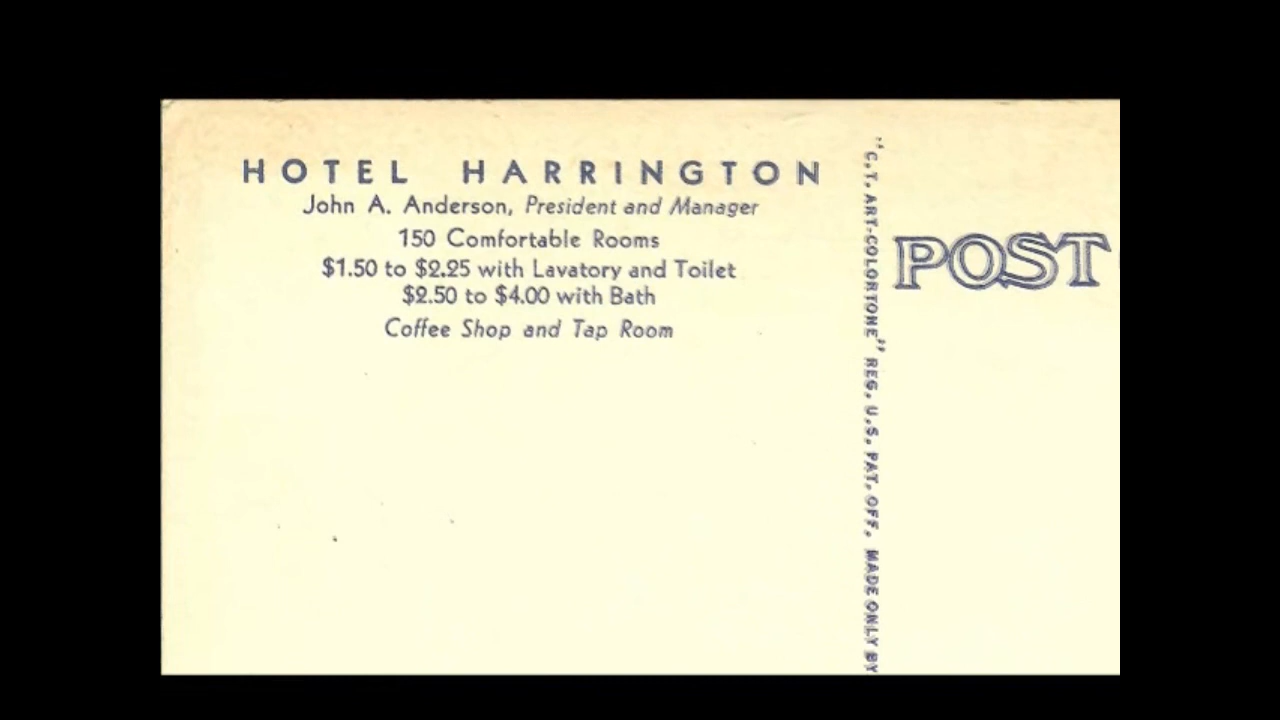 HOTEL HARRINGTON
John A. Anderson, President and Manager
150 Comfortable Rooms
$1.50 to $2.25 with Lavatory and Toilet
$2.50 to $4.00 with Bath
Coffee Shop and Tap Room
"C.T. ART-COLORTONE" REG. U.S. PAT. OFF. MADE ONLY BY
POST